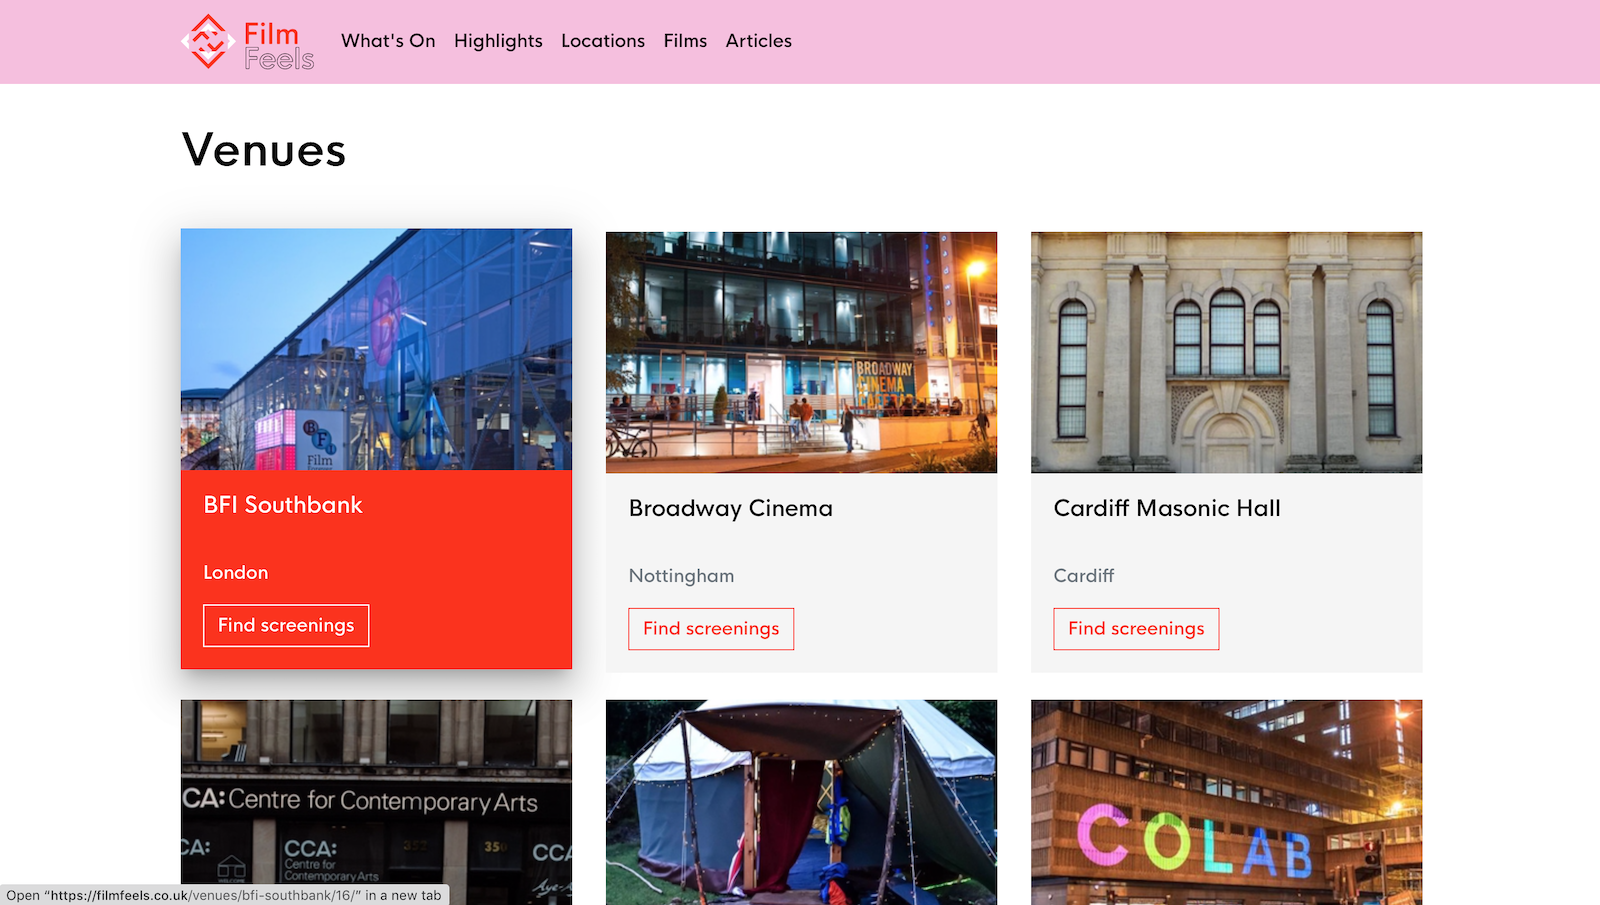 Film
Feels
What's On
Highlights
Locations
Films
Articles
Venues
BFI
Film
BROADWAY
CINEMA
BFI Southbank
London
Find screenings
Broadway Cinema
Nottingham
Find screenings
Cardiff Masonic Hall
Cardiff
Find screenings
CA: Centre for Contemporary Arts
CA:
CCA:
Centre for
Contemporary
Arts
350
CCA
WELCOME
COLAB
Open “https://filmfeels.co.uk/venues/bfi-southbank/16/” in a new tab